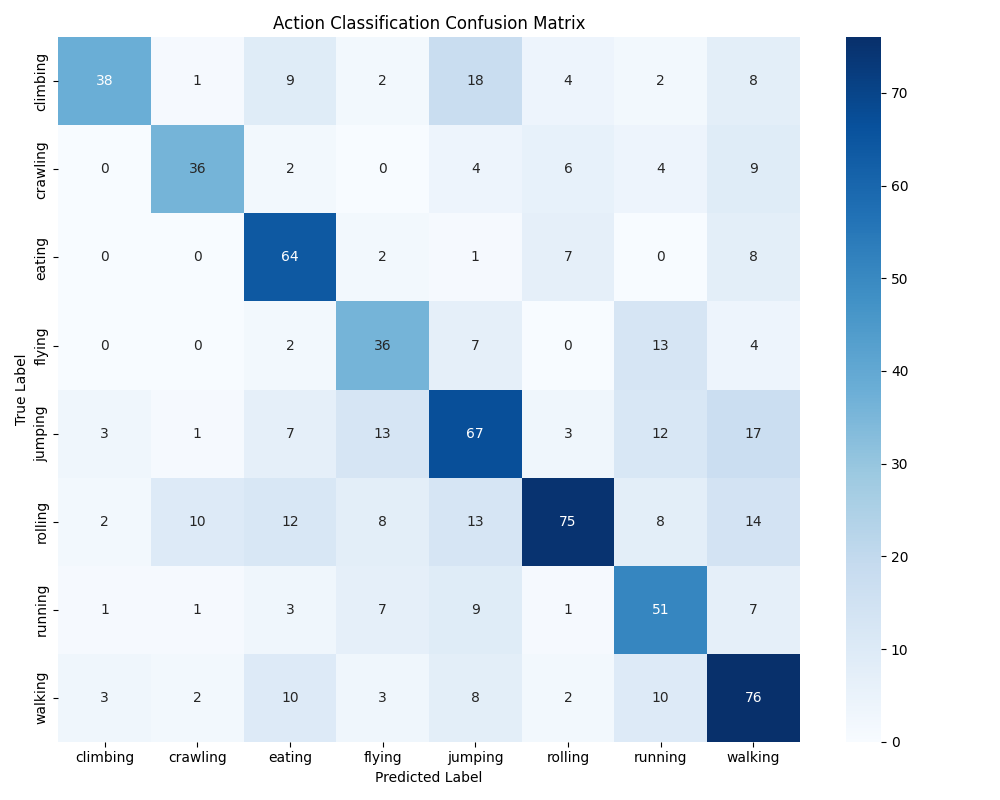 Action Classification Confusion Matrix
climbing 38 1 9 2 18 4 2 8
crawling 0 36 2 0 4 6 4 9
eating 0 0 64 2 1 7 0 8
flying 0 0 2 36 7 0 13 4
jumping 3 1 7 13 67 3 12 17
rolling 2 10 12 8 13 75 8 14
running 1 1 3 7 9 1 51 7
walking 3 2 10 3 8 2 10 76
climbing crawling eating flying jumping rolling running walking
Predicted Label
True Label
70
60
50
40
30
20
10
0